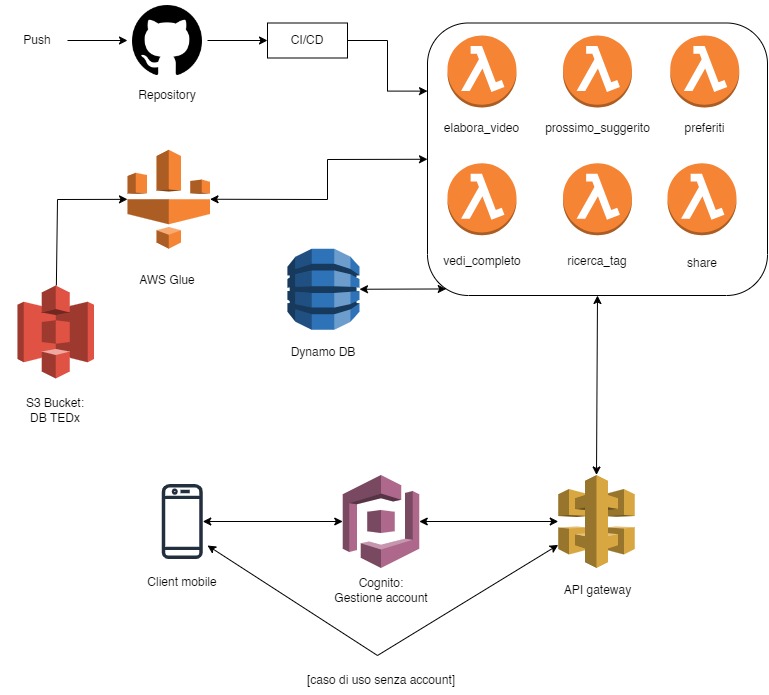 Push
CI/CD
Repository
elabora_video
prossimo_suggerito
preferiti
vedi_completo
ricerca_tag
share
AWS Glue
Dynamo DB
S3 Bucket:
DB TEDx
Client mobile
Cognito:
Gestione account
API gateway
[caso di uso senza account]